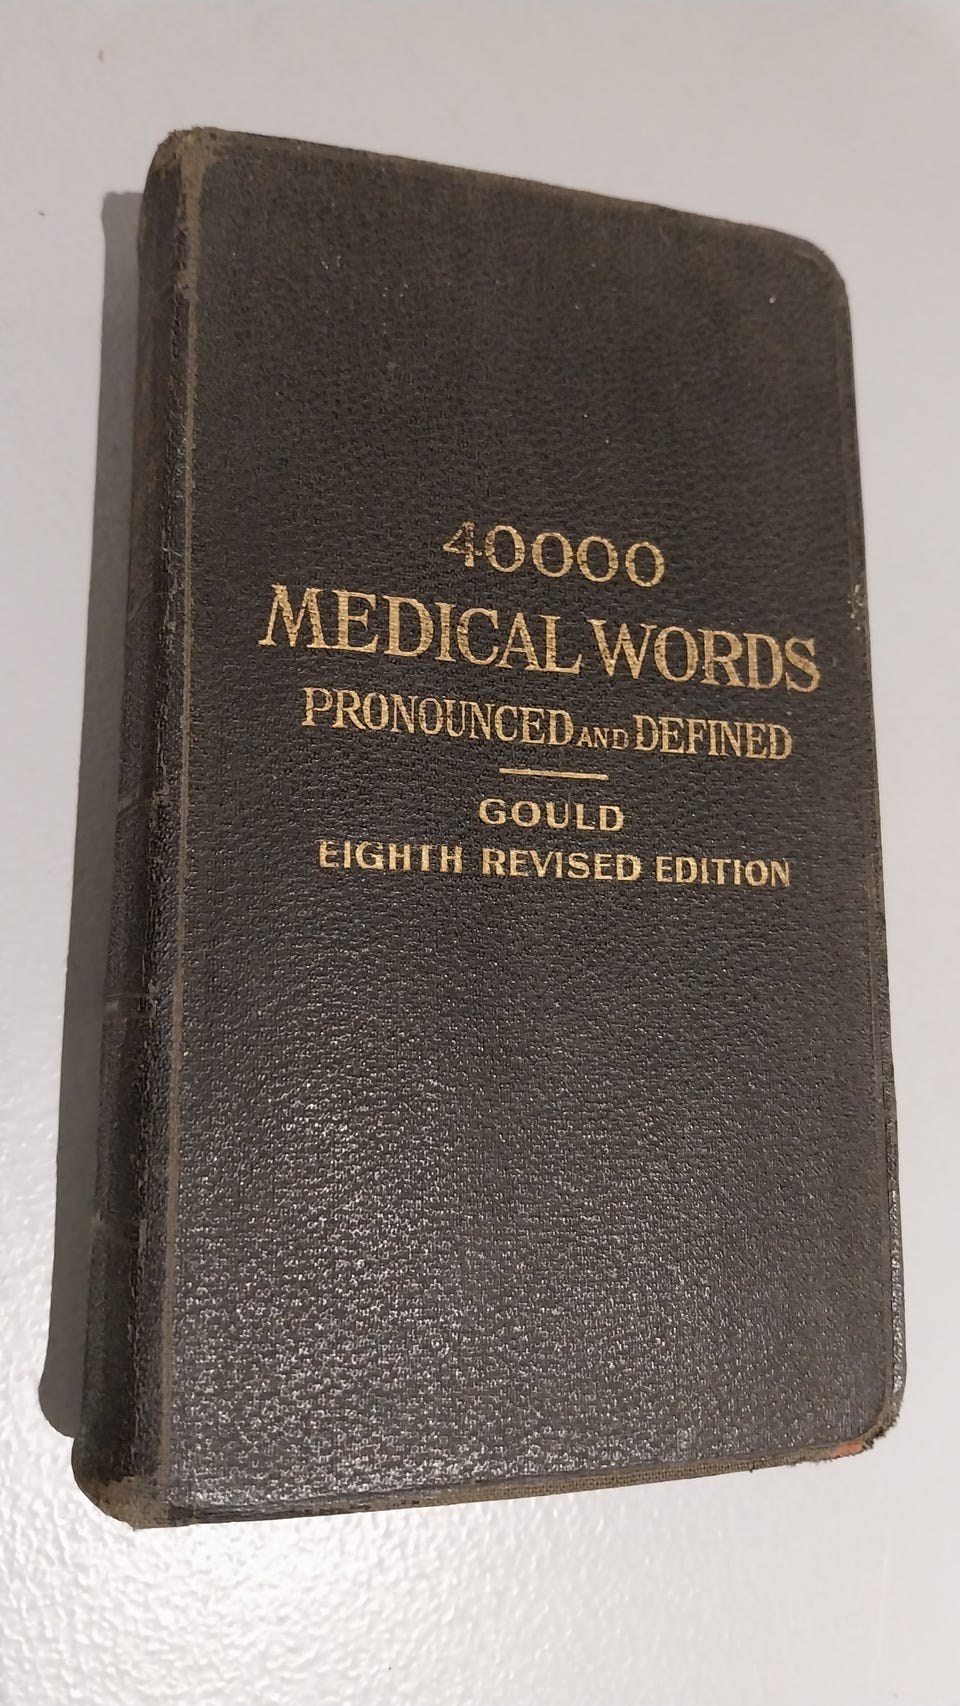 40000
MEDICAL WORDS
PRONOUNCED AND DEFINED
GOULD
EIGHTH REVISED EDITION